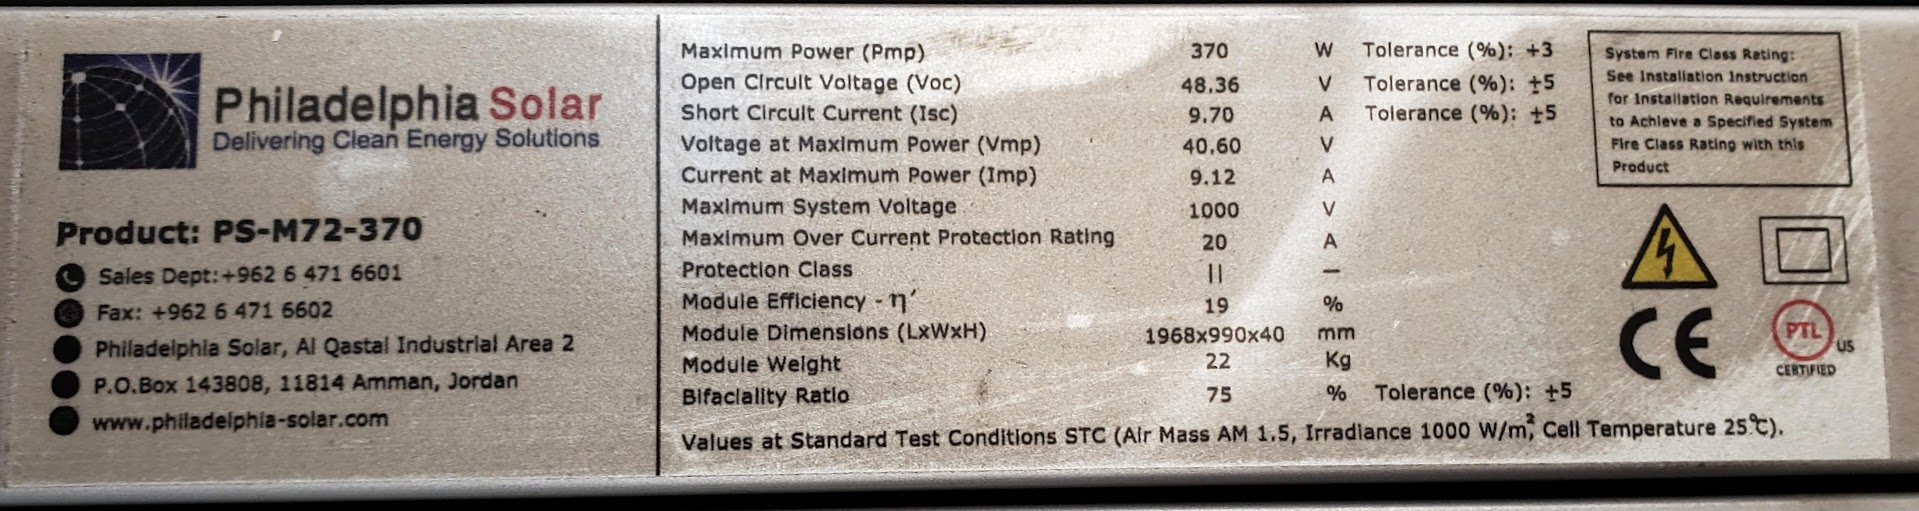 Philadelphia Solar
Delivering Clean Energy Solutions
Product: PS-M72-370
Sales Dept:+962 6 471 6601
Fax: +962 6 471 6602
Philadelphia Solar, Al Qastal Industrial Area 2
P.O.Box 143808, 11814 Amman, Jordan
www.philadelphia-solar.com
Maximum Power (Pmp) 370 W Tolerance (%): +3
Open Circuit Voltage (Voc) 48.36 V Tolerance (%): ±5
Short Circuit Current (Isc) 9.70 A Tolerance (%): ±5
Voltage at Maximum Power (Vmp) 40.60 V
Current at Maximum Power (Imp) 9.12 A
Maximum System Voltage 1000 V
Maximum Over Current Protection Rating 20 A
Protection Class II —
Module Efficiency - η′ 19 %
Module Dimensions (LxWxH) 1968x990x40 mm
Module Weight 22 Kg
Bifaciality Ratio 75 % Tolerance (%): ±5
Values at Standard Test Conditions STC (Air Mass AM 1.5, Irradiance 1000 W/m², Cell Temperature 25℃).
System Fire Class Rating:
See Installation Instruction
for Installation Requirements
to Achieve a Specified System
Fire Class Rating with this
Product
CE
PTL
US
CERTIFIED